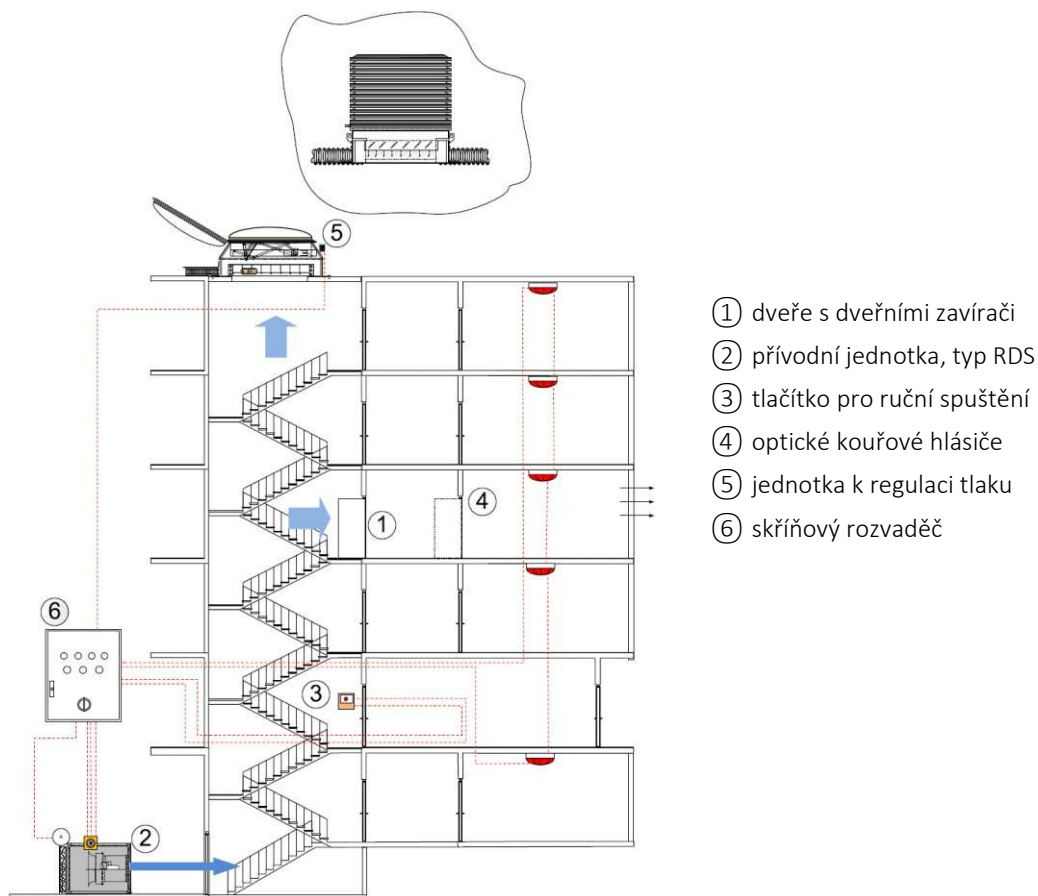 5
① dveře s dveřními zavírači
② přívodní jednotka, typ RDS
③ tlačítko pro ruční spuštění
④ optické kouřové hlásiče
⑤ jednotka k regulaci tlaku
⑥ skříňový rozvaděč
4
1
6
3
2